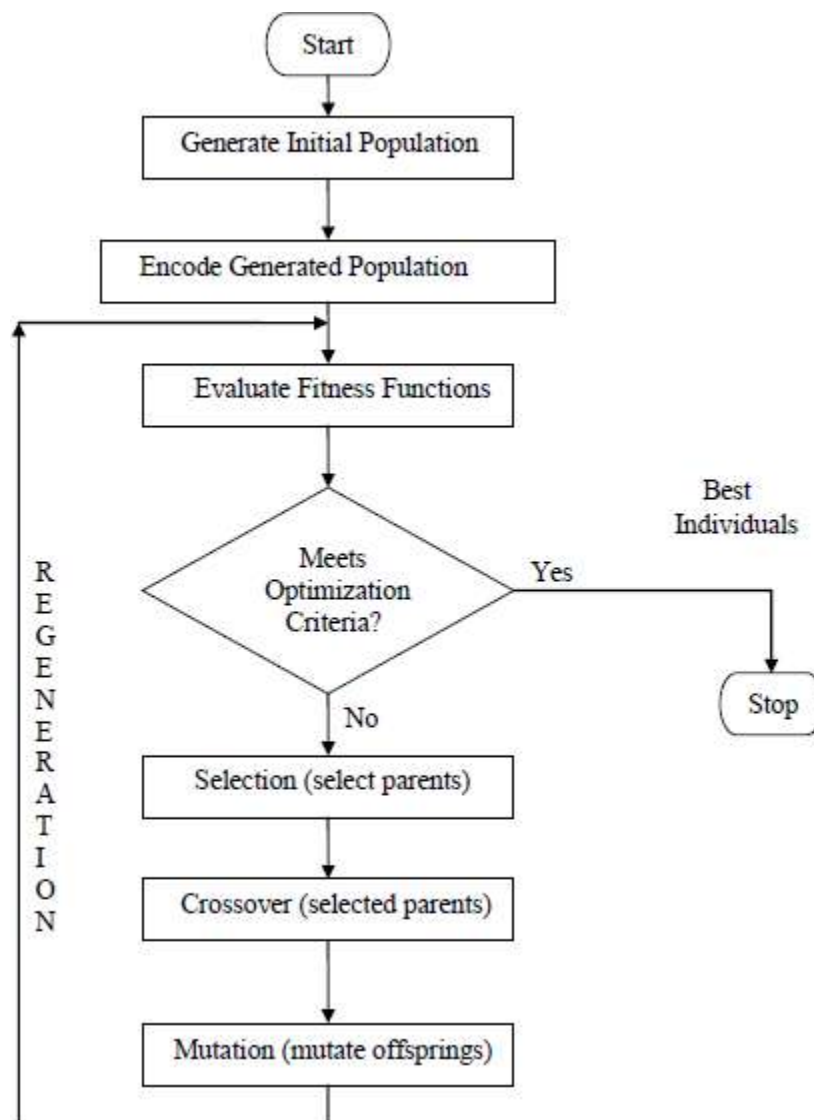 Start
Generate Initial Population
Encode Generated Population
Evaluate Fitness Functions
Best
Individuals
Meets
Optimization
Criteria?
Yes
Stop
No
Selection (select parents)
Crossover (selected parents)
Mutation (mutate offsprings)
R
E
G
E
N
E
R
A
T
I
O
N